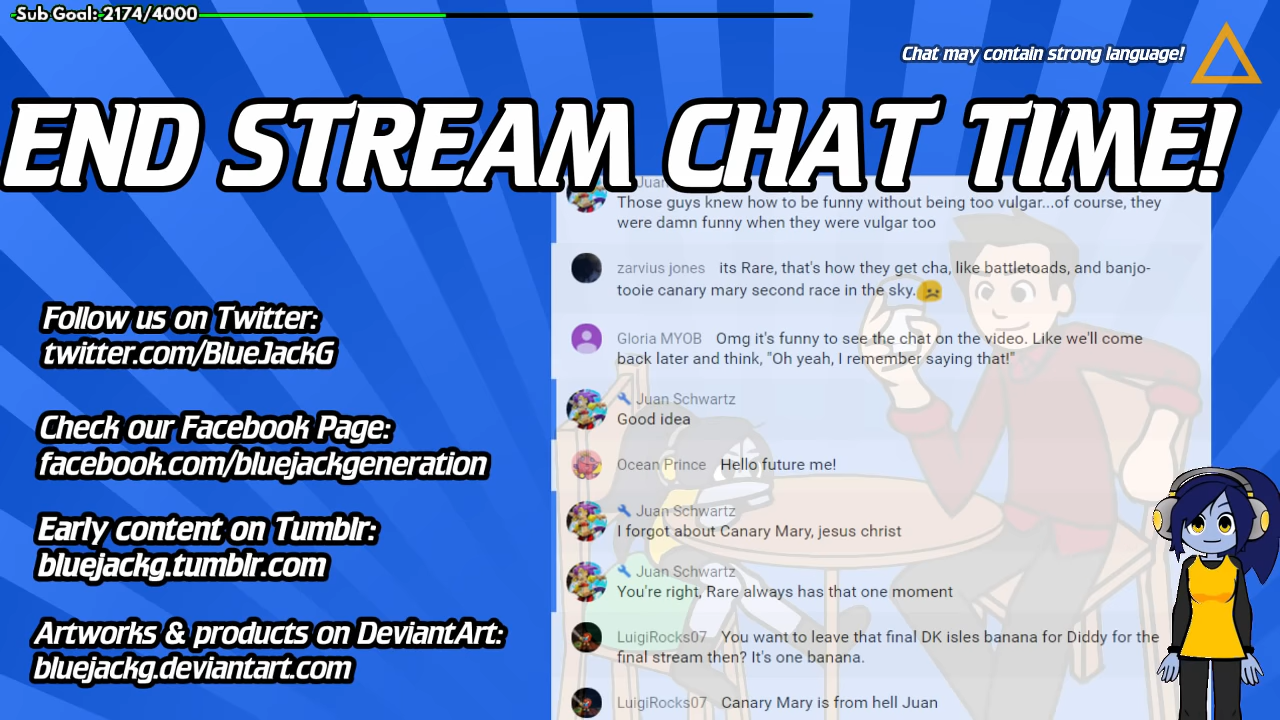 Sub Goal: 2174/4000
Chat may contain strong language!
END STREAM CHAT TIME!
Follow us on Twitter:
twitter.com/BlueJackG
Check our Facebook Page:
facebook.com/bluejackgeneration
Early content on Tumblr:
bluejackg.tumblr.com
Artworks & products on DeviantArt:
bluejackg.deviantart.com
Juan
Those guys knew how to be funny without being too vulgar...of course, they
were damn funny when they were vulgar too
zarvius jones its Rare, that's how they get cha, like battletoads, and banjo-
tooie canary mary second race in the sky.
Gloria MYOB Omg it's funny to see the chat on the video. Like we'll come
back later and think, "Oh yeah, I remember saying that!"
Juan Schwartz
Good idea
Ocean Prince Hello future me!
Juan Schwartz
I forgot about Canary Mary, jesus christ
Juan Schwartz
You're right, Rare always has that one moment
LuigiRocks07 You want to leave that final DK isles banana for Diddy for the
final stream then? It's one banana.
LuigiRocks07 Canary Mary is from hell Juan